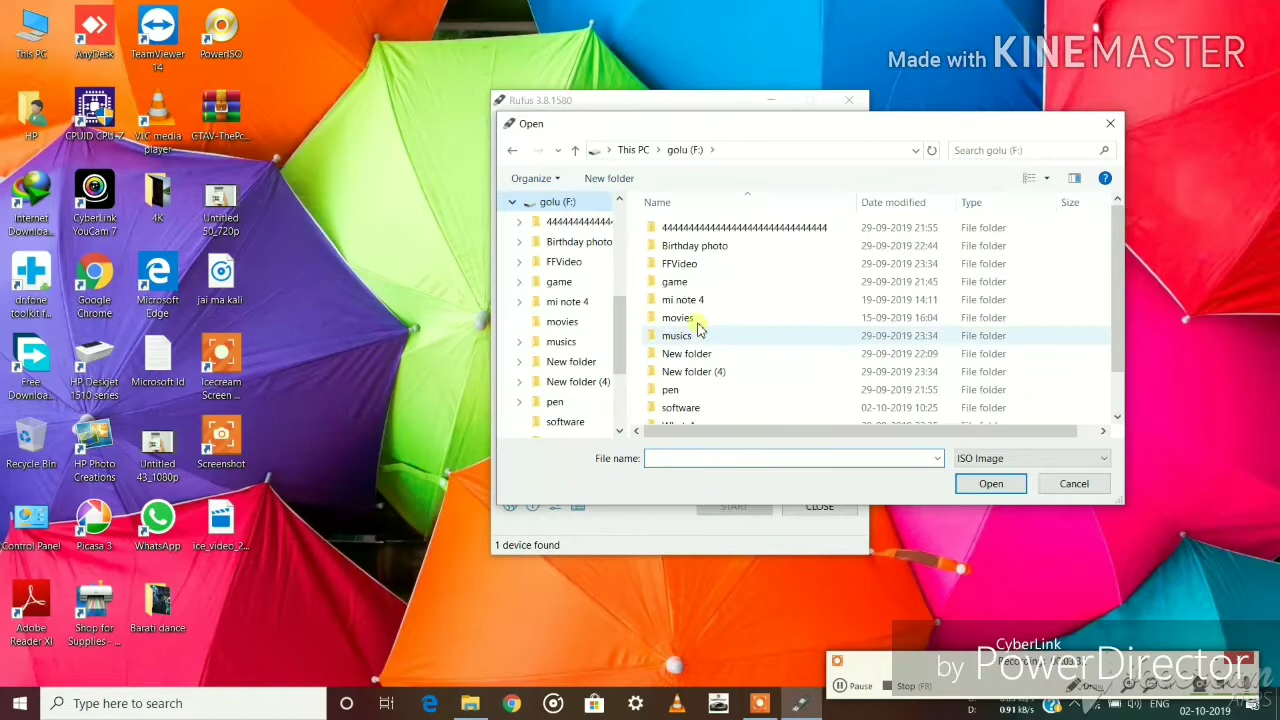 This PC
AnyDesk
TeamViewer 14
PowerISO
HP
CPUID CPU-Z
VLC media player
GTAV-ThePc...
Internet Downloa...
CyberLink YouCam 7
4K
Untitled 50_720p
dr.fone toolkit f...
Google Chrome
Microsoft Edge
jai ma kali
Free Downloa...
HP Deskjet 1510 series
Microsoft Id
Icecream Screen ...
Recycle Bin
HP Photo Creations
Untitled 43_1080p
Screenshot
Control Panel
Picasa 3
WhatsApp
ice_video_2...
Adobe Reader XI
Shop for Supplies - ...
Barati dance
Made with KINEMASTER
Rufus 3.8.1580
Open
This PC > golu (F:) >
Search golu (F:)
Organize
New folder
golu (F:)
4444444444444
Birthday photo
FFVideo
game
mi note 4
movies
musics
New folder
New folder (4)
pen
software
Name Date modified Type Size
29-09-2019 21:55 File folder
Birthday photo 29-09-2019 22:44 File folder
FFVideo 29-09-2019 23:34 File folder
game 29-09-2019 21:45 File folder
mi note 4 19-09-2019 14:11 File folder
movies 15-09-2019 16:04 File folder
musics 29-09-2019 23:34 File folder
New folder 29-09-2019 22:09 File folder
New folder (4) 29-09-2019 23:34 File folder
pen 29-09-2019 21:55 File folder
software 02-10-2019 10:25 File folder
File name:
ISO Image
Open
Cancel
START
CLOSE
1 device found
CyberLink
by PowerDirector
Pause
Stop (F8)
Draw
Type here to search
D: 0.91 kB/s
ENG
02-10-2019